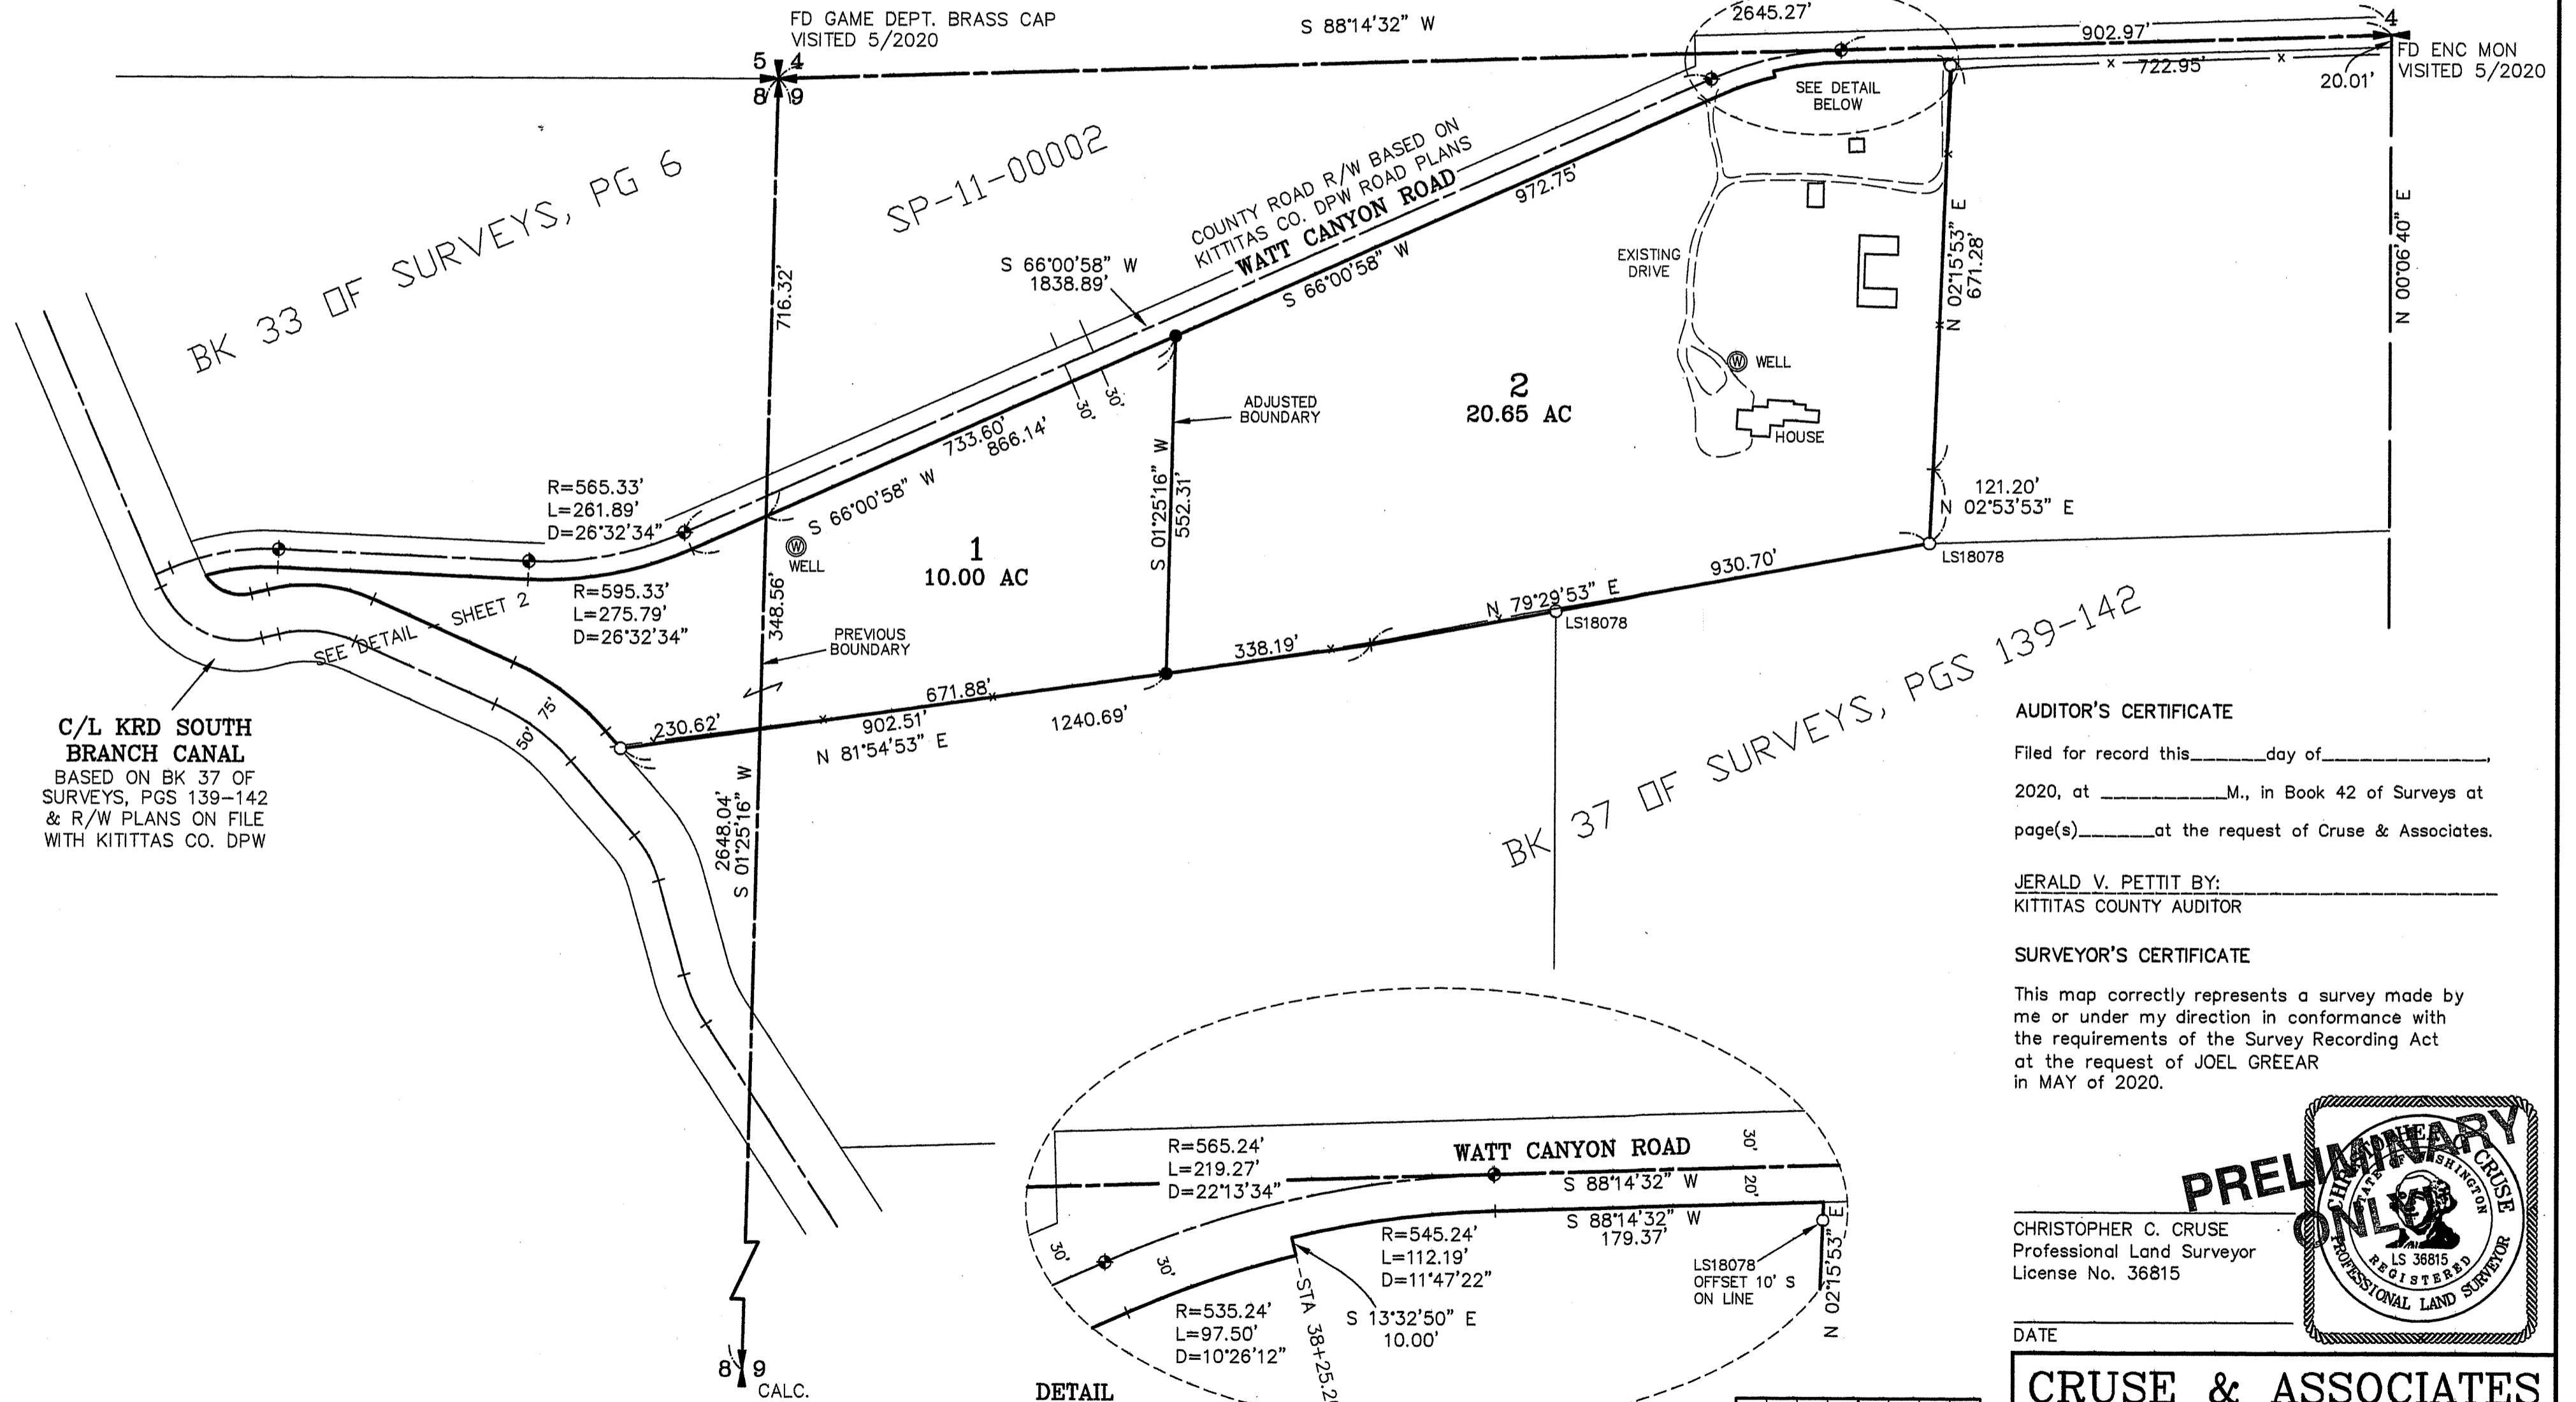 FD GAME DEPT. BRASS CAP
VISITED 5/2020
S 88°14'32" W
2645.27'
902.97'
4
FD ENC MON
VISITED 5/2020
722.95'
20.01'
5 4
8 9
SEE DETAIL
BELOW
BK 33 OF SURVEYS, PG 6
SP-11-00002
COUNTY ROAD R/W BASED ON
KITTITAS CO. DPW ROAD PLANS
WATT CANYON ROAD
972.75'
S 66°00'58" W
S 66°00'58" W
1838.89'
716.32'
EXISTING
DRIVE
N 02°15'53" E
671.28'
N 00°06'40" E
WELL
W
HOUSE
2
20.65 AC
ADJUSTED
BOUNDARY
30'
30'
733.60'
866.14'
S 66°00'58" W
R=565.33'
L=261.89'
D=26°32'34"
R=595.33'
L=275.79'
D=26°32'34"
W
WELL
1
10.00 AC
S 01°25'16" W
552.31'
121.20'
N 02°53'53" E
LS18078
930.70'
N 79°29'53" E
LS18078
338.19'
348.56'
PREVIOUS
BOUNDARY
SEE DETAIL - SHEET 2
671.88'
230.62'
902.51'
1240.69'
N 81°54'53" E
75'
50'
C/L KRD SOUTH
BRANCH CANAL
BASED ON BK 37 OF
SURVEYS, PGS 139-142
& R/W PLANS ON FILE
WITH KITITTAS CO. DPW
2648.04'
S 01°25'16" W
BK 37 OF SURVEYS, PGS 139-142
AUDITOR'S CERTIFICATE
Filed for record this______day of______________,
2020, at __________M., in Book 42 of Surveys at
page(s)______at the request of Cruse & Associates.
JERALD V. PETTIT BY:
KITTITAS COUNTY AUDITOR
SURVEYOR'S CERTIFICATE
This map correctly represents a survey made by
me or under my direction in conformance with
the requirements of the Survey Recording Act
at the request of JOEL GREEAR
in MAY of 2020.
PRELIMINARY
ONLY
CHRISTOPHER C. CRUSE
STATE OF WASHINGTON
LS 36815
REGISTERED
PROFESSIONAL LAND SURVEYOR
CHRISTOPHER C. CRUSE
Professional Land Surveyor
License No. 36815
DATE
CRUSE & ASSOCIATES
R=565.24'
L=219.27'
D=22°13'34"
WATT CANYON ROAD
30'
S 88°14'32" W
20'
S 88°14'32" W
179.37'
R=545.24'
L=112.19'
D=11°47'22"
30'
30'
LS18078
OFFSET 10' S
ON LINE
N 02°15'53" E
R=535.24'
L=97.50'
D=10°26'12"
STA 38+25.2
S 13°32'50" E
10.00'
DETAIL
8 9
CALC.